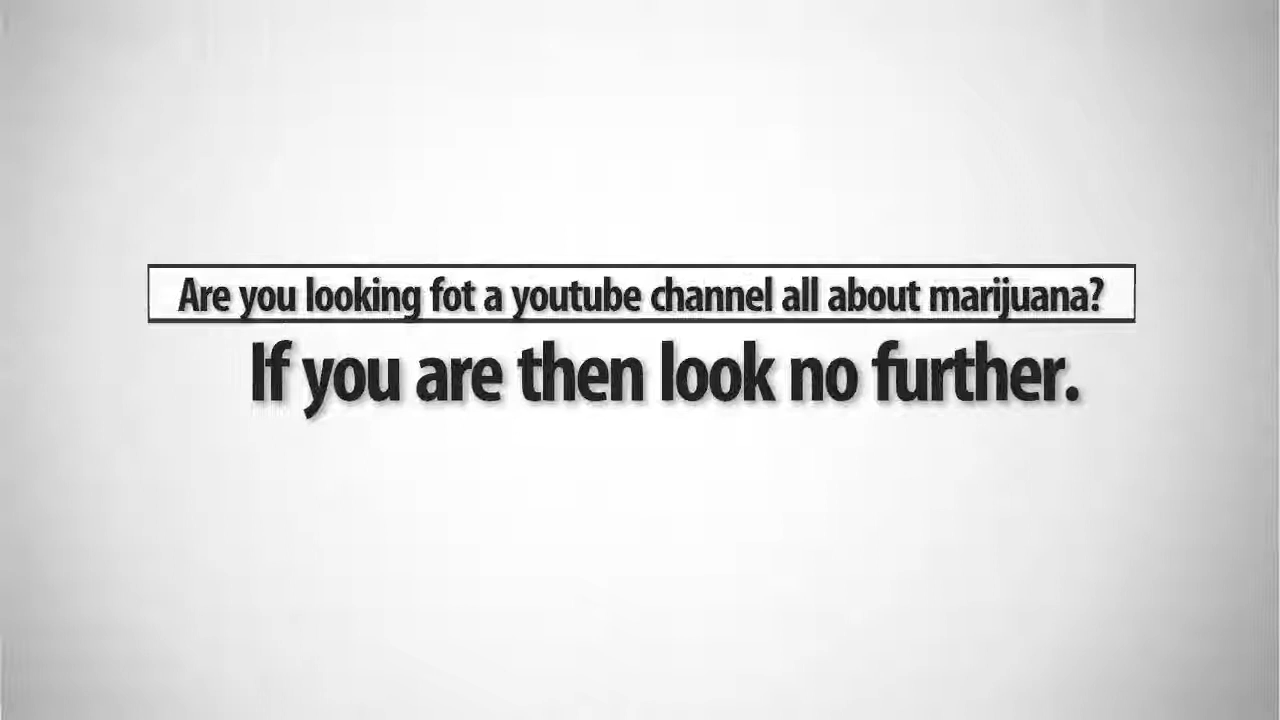 Are you looking fot a youtube channel all about marijuana?
If you are then look no further.